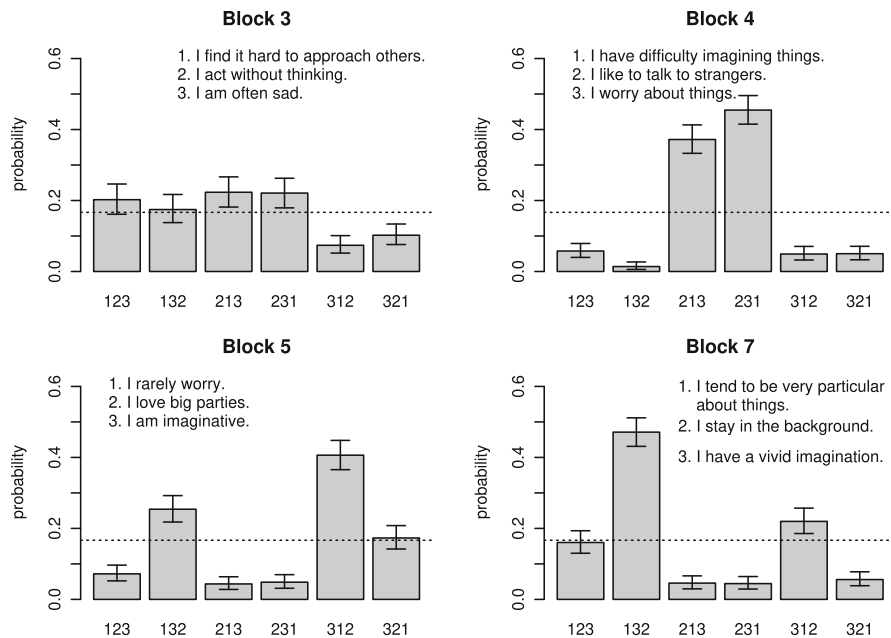 Block 3
1. I find it hard to approach others.
2. I act without thinking.
3. I am often sad.
probability
0.6
0.4
0.2
0.0
123 132 213 231 312 321
Block 4
1. I have difficulty imagining things.
2. I like to talk to strangers.
3. I worry about things.
probability
0.6
0.4
0.2
0.0
123 132 213 231 312 321
Block 5
1. I rarely worry.
2. I love big parties.
3. I am imaginative.
probability
0.6
0.4
0.2
0.0
123 132 213 231 312 321
Block 7
1. I tend to be very particular
about things.
2. I stay in the background.
3. I have a vivid imagination.
probability
0.6
0.4
0.2
0.0
123 132 213 231 312 321